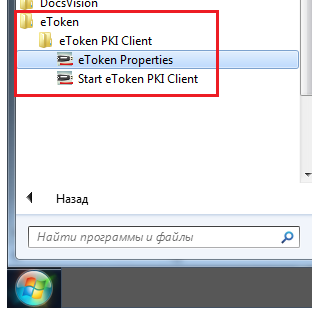 DocsVision
eToken
eToken PKI Client
eToken Properties
Start eToken PKI Client
Назад
Найти программы и файлы